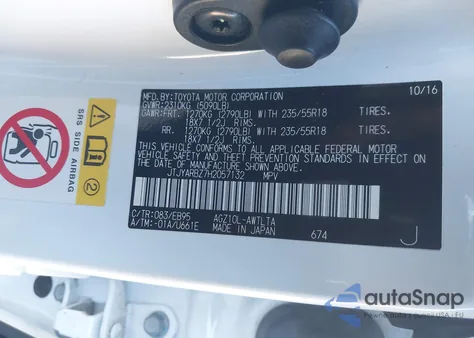 MFD.BY:TOYOTA MOTOR CORPORATION 10/16
GVWR:2310KG (5090LB)
GAWR:FRT. 1270KG (2790LB) WITH 235/55R18 TIRES.
18X7 1/2J RIMS.
RR. 1270KG (2790LB) WITH 235/55R18 TIRES.
18X7 1/2J RIMS.
THIS VEHICLE CONFORMS TO ALL APPLICABLE FEDERAL MOTOR
VEHICLE SAFETY, BUMPER, AND THEFT PREVENTION STANDARDS IN EFFECT ON
THE DATE OF MANUFACTURE SHOWN ABOVE.
JTJYARBZ7H2057132 MPV
C/TR:083/EB95 AGZ10L-AWTLTA
A/TM:-01A/U661E MADE IN JAPAN 674 J
SRS SIDE AIRBAG
2
autoSnap